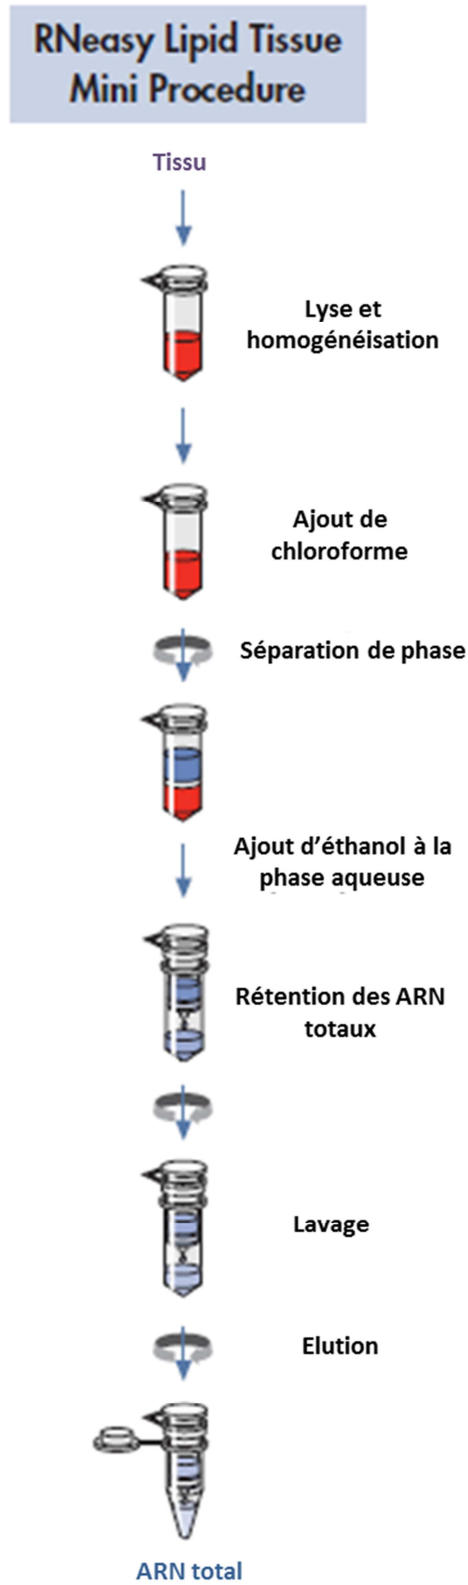 RNeasy Lipid Tissue
Mini Procedure
Tissu
Lyse et
homogénéisation
Ajout de
chloroforme
Séparation de phase
Ajout d’éthanol à la
phase aqueuse
Rétention des ARN
totaux
Lavage
Elution
ARN total